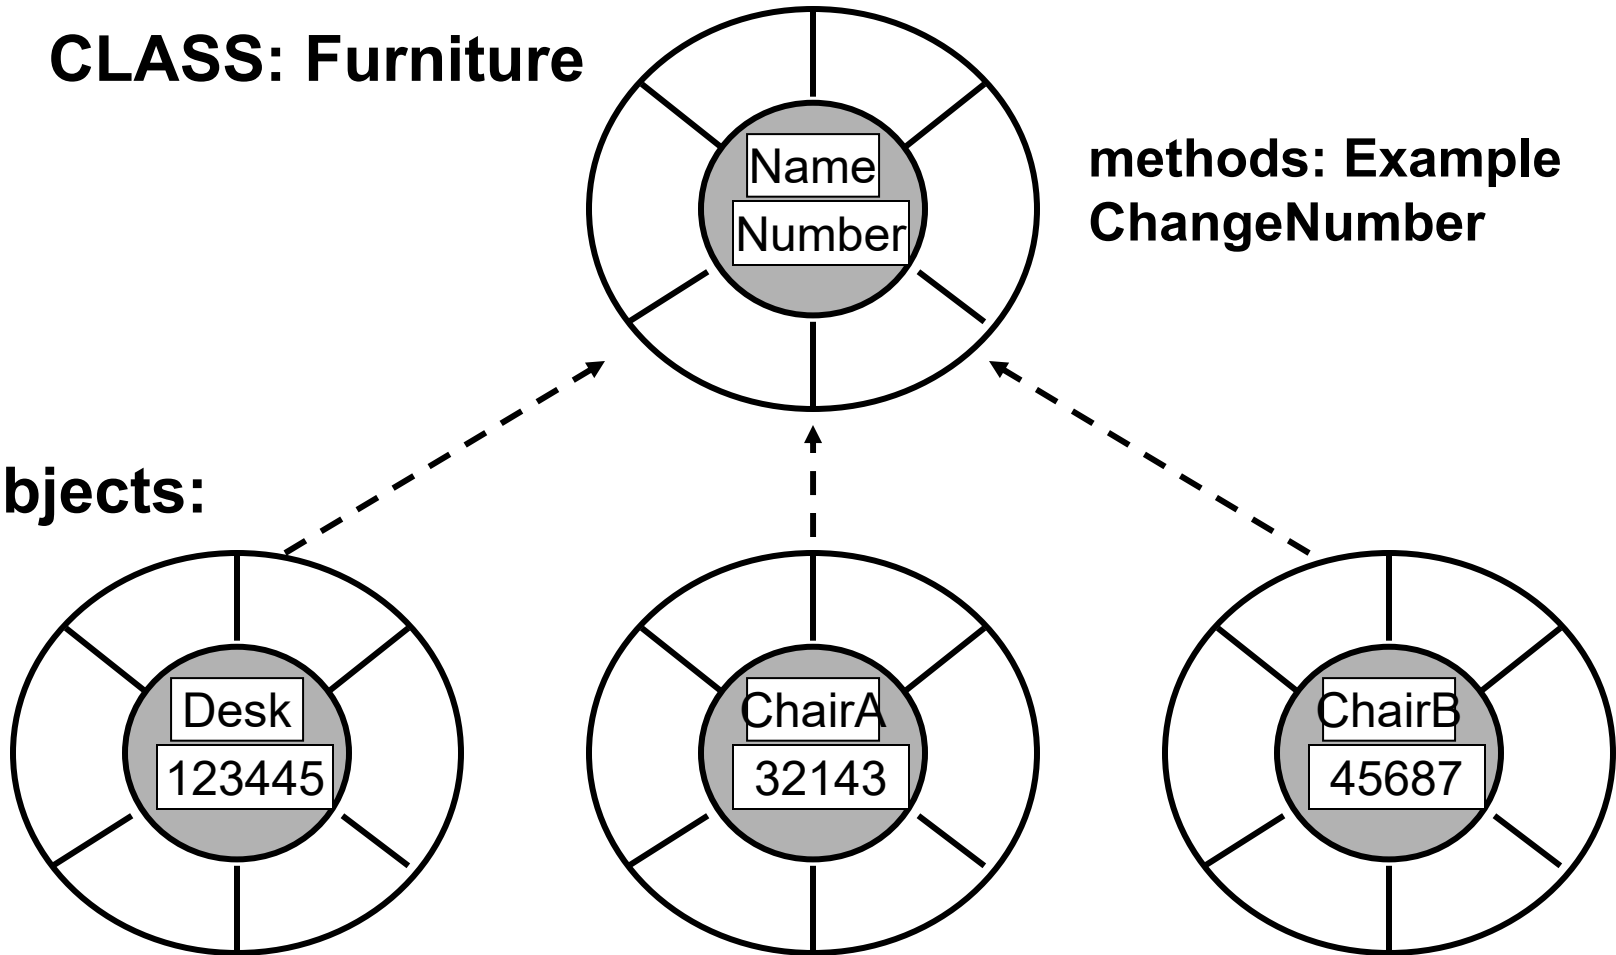 CLASS: Furniture
Name
Number
methods: Example
ChangeNumber
bjects:
Desk
123445
ChairA
32143
ChairB
45687